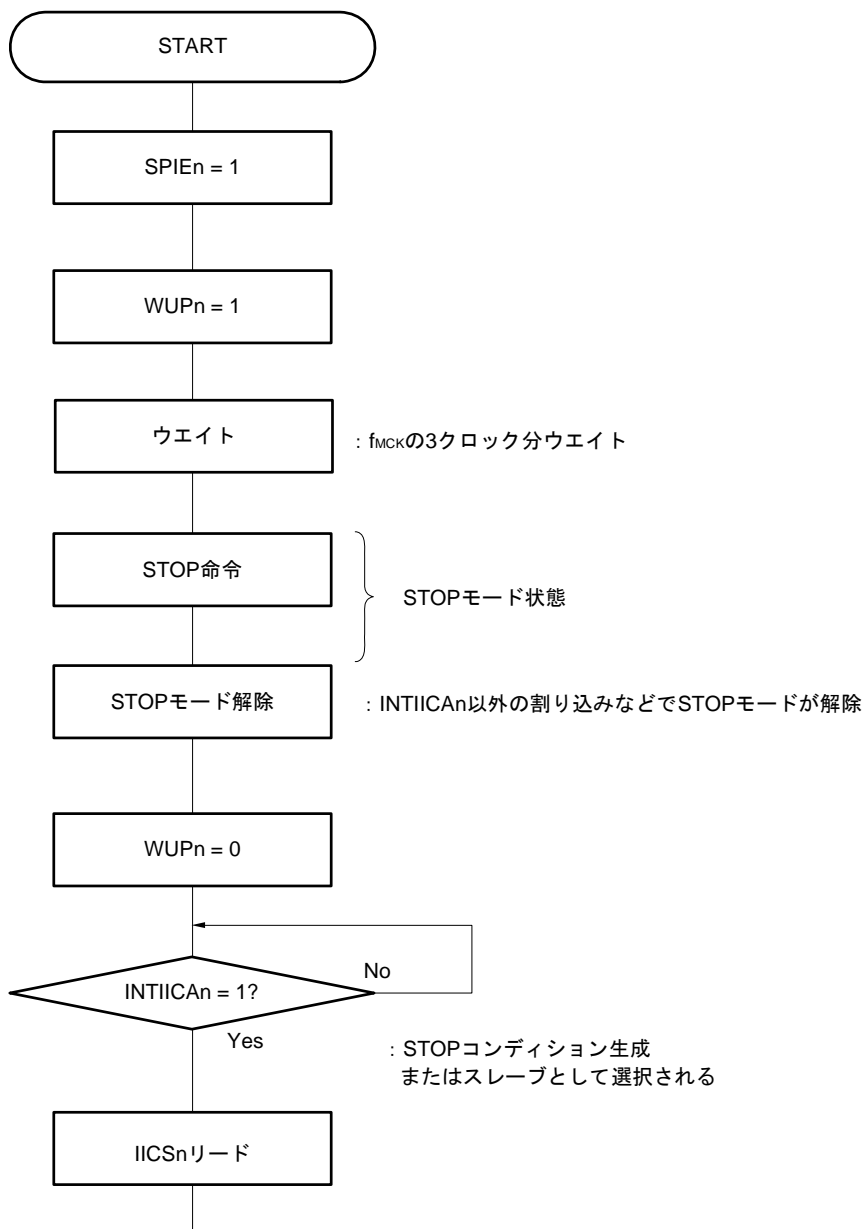 START
SPIEn = 1
WUPn = 1
ウエイト
：fMCKの3クロック分ウエイト
STOP命令
STOPモード状態
STOPモード解除
：INTIICAn以外の割り込みなどでSTOPモードが解除
WUPn = 0
No
INTIICAn = 1?
Yes
：STOPコンディション生成
またはスレーブとして選択される
IICSnリード